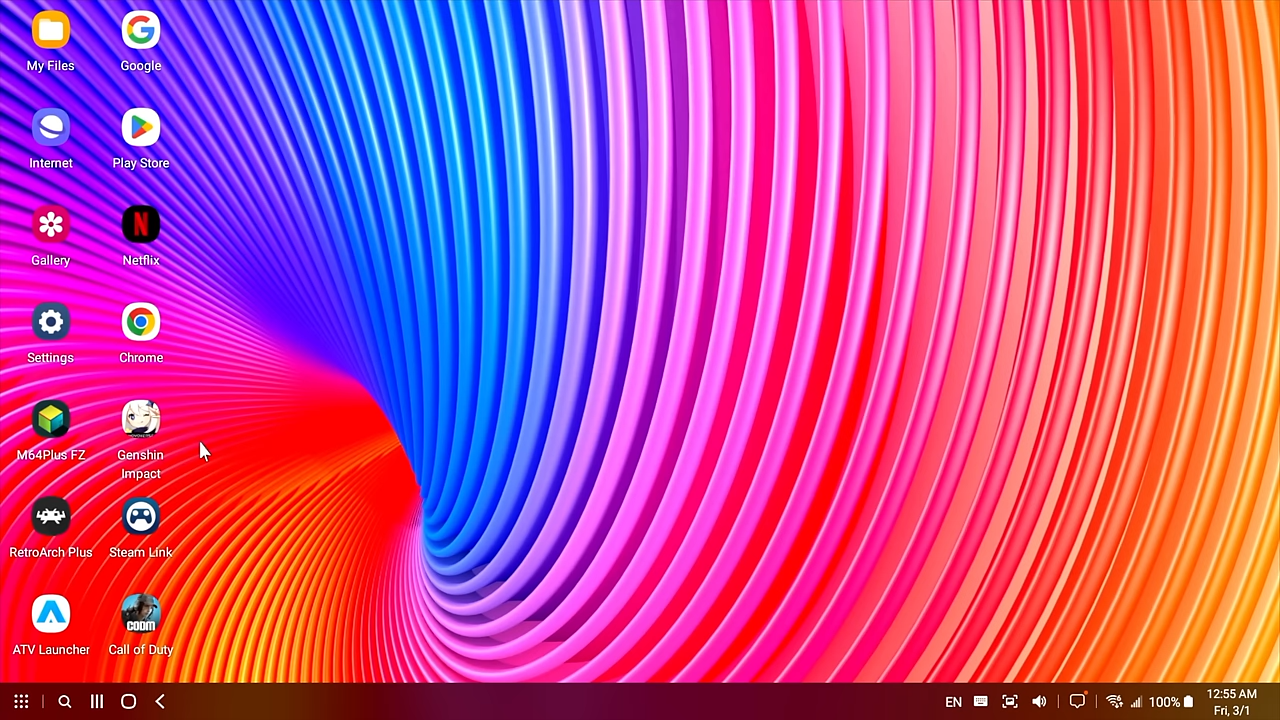 My Files
Google
Internet
Play Store
Gallery
Netflix
Settings
Chrome
M64Plus FZ
Genshin
Impact
RetroArch Plus
Steam Link
CODM
ATV Launcher
Call of Duty
EN
100%
12:55 AM
Fri, 3/1